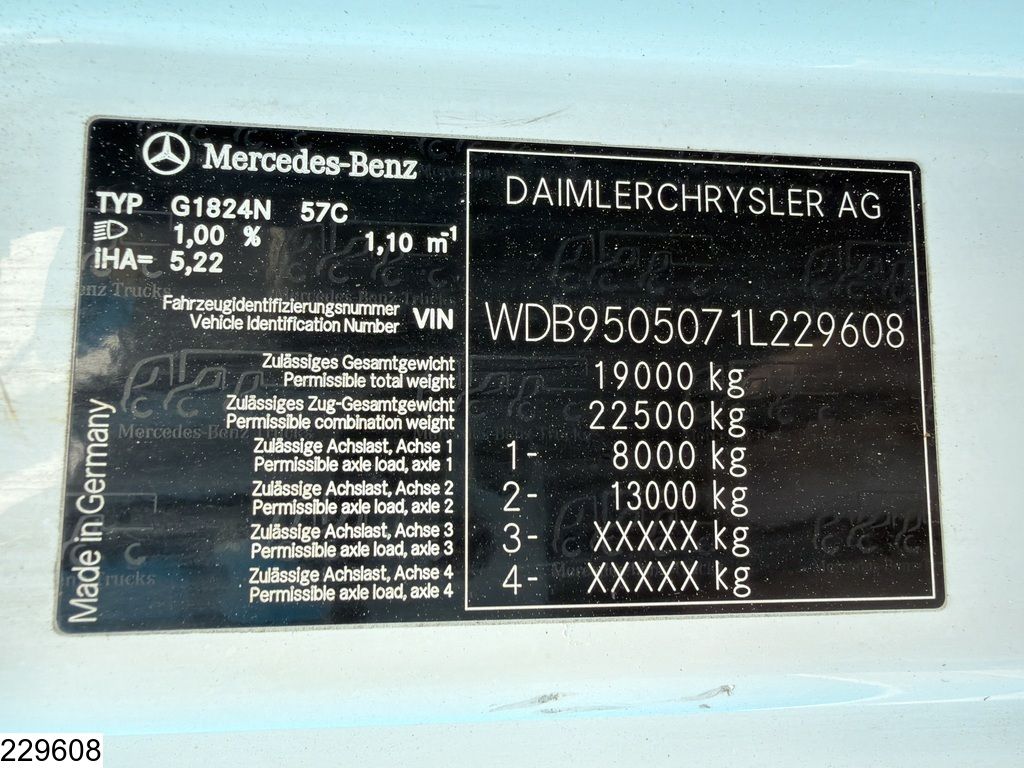 Mercedes-Benz
TYP G1824N 57C
1,00 % 1,10 m⁻¹
iHA= 5,22
DAIMLERCHRYSLER AG
Fahrzeugidentifizierungsnummer
Vehicle Identification Number VIN WDB9505071L229608
Zulässiges Gesamtgewicht
Permissible total weight 19000 kg
Zulässiges Zug-Gesamtgewicht
Permissible combination weight 22500 kg
Zulässige Achslast, Achse 1
Permissible axle load, axle 1 1- 8000 kg
Zulässige Achslast, Achse 2
Permissible axle load, axle 2 2- 13000 kg
Zulässige Achslast, Achse 3
Permissible axle load, axle 3 3- XXXXX kg
Zulässige Achslast, Achse 4
Permissible axle load, axle 4 4- XXXXX kg
Made in Germany
Mercedes-Benz Trucks
229608